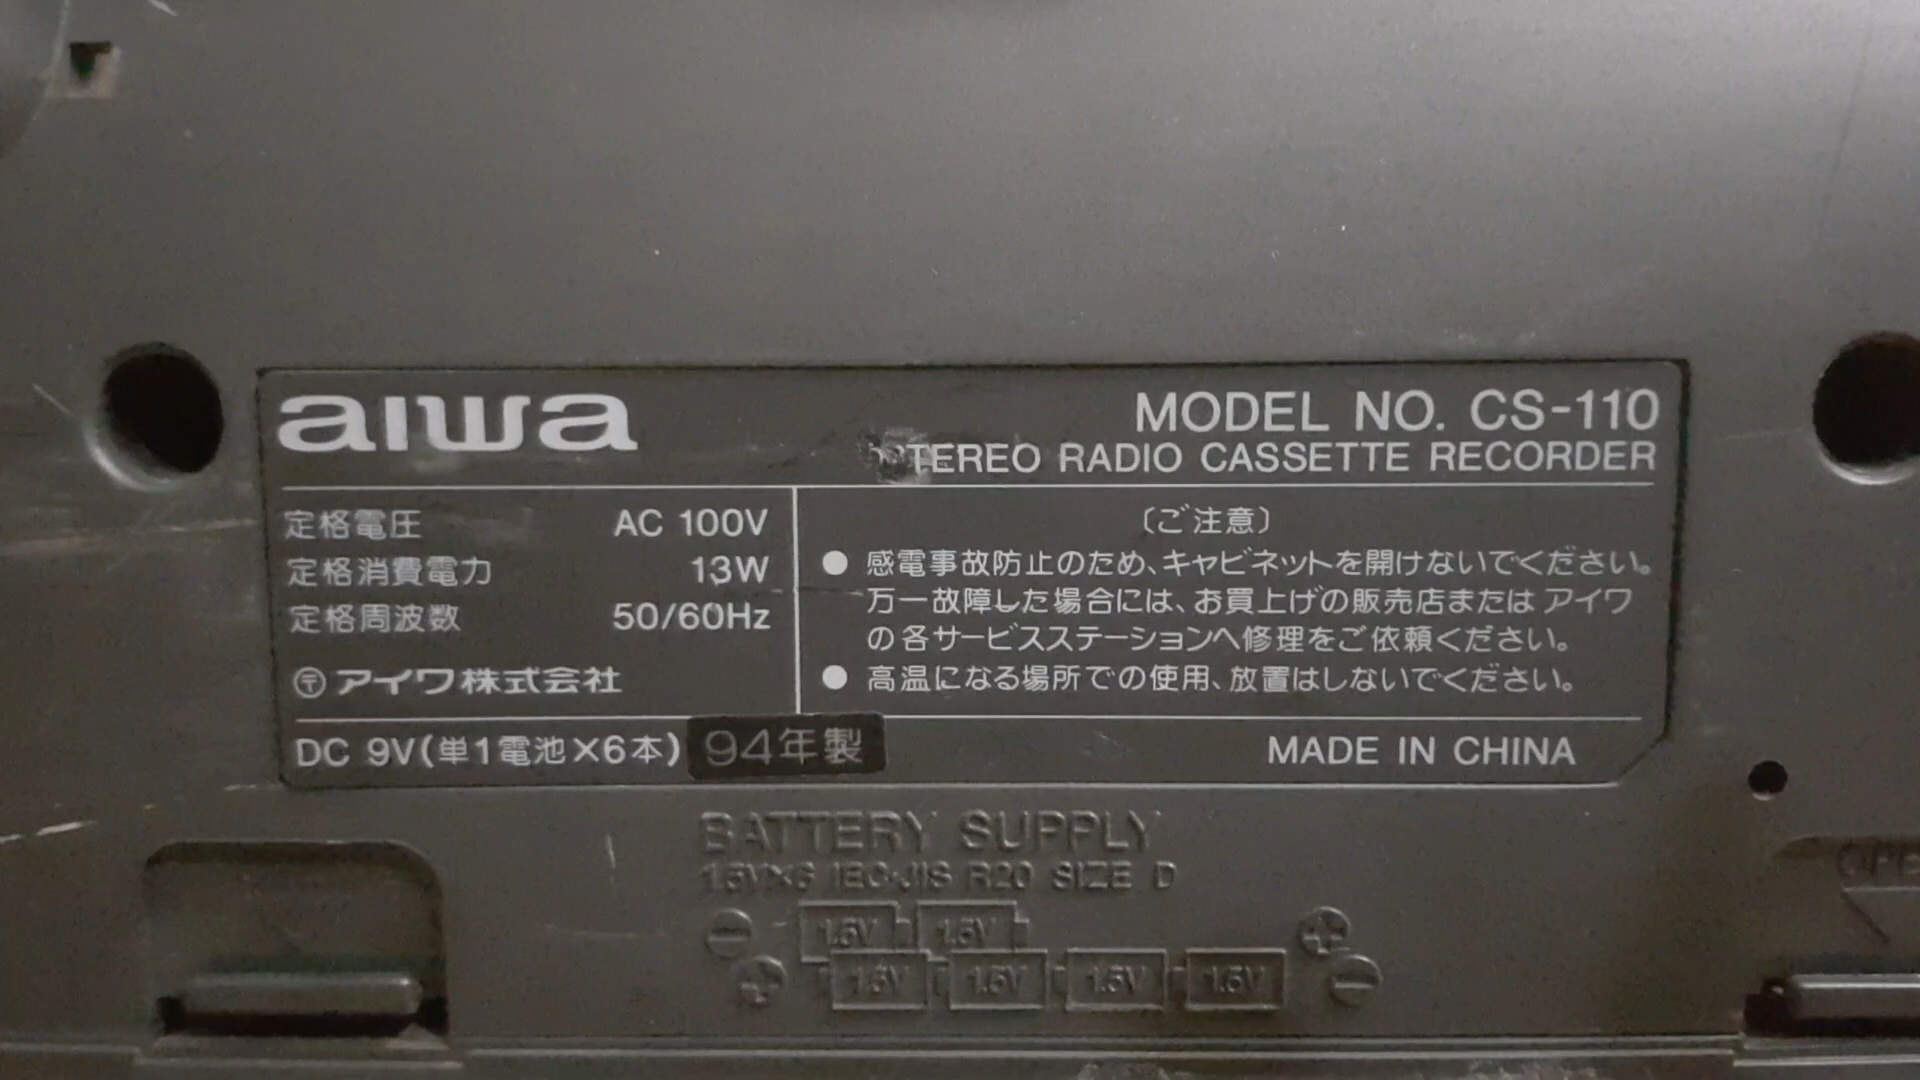 aiwa
MODEL NO. CS-110
STEREO RADIO CASSETTE RECORDER
定格電圧 AC 100V
定格消費電力 13W
定格周波数 50/60Hz
〒 アイワ株式会社
〔ご注意〕
● 感電事故防止のため、キャビネットを開けないでください。
万一故障した場合には、お買上げの販売店または アイワ
の各サービスステーションへ修理をご依頼ください。
● 高温になる場所での使用、放置はしないでください。
DC 9V(単1電池×6本) 94年製
MADE IN CHINA
BATTERY SUPPLY
1.5V×6 IEC·JIS R20 SIZE D
⊖ 1.5V 1.5V ⊕
⊕ 1.5V 1.5V 1.5V 1.5V ⊖